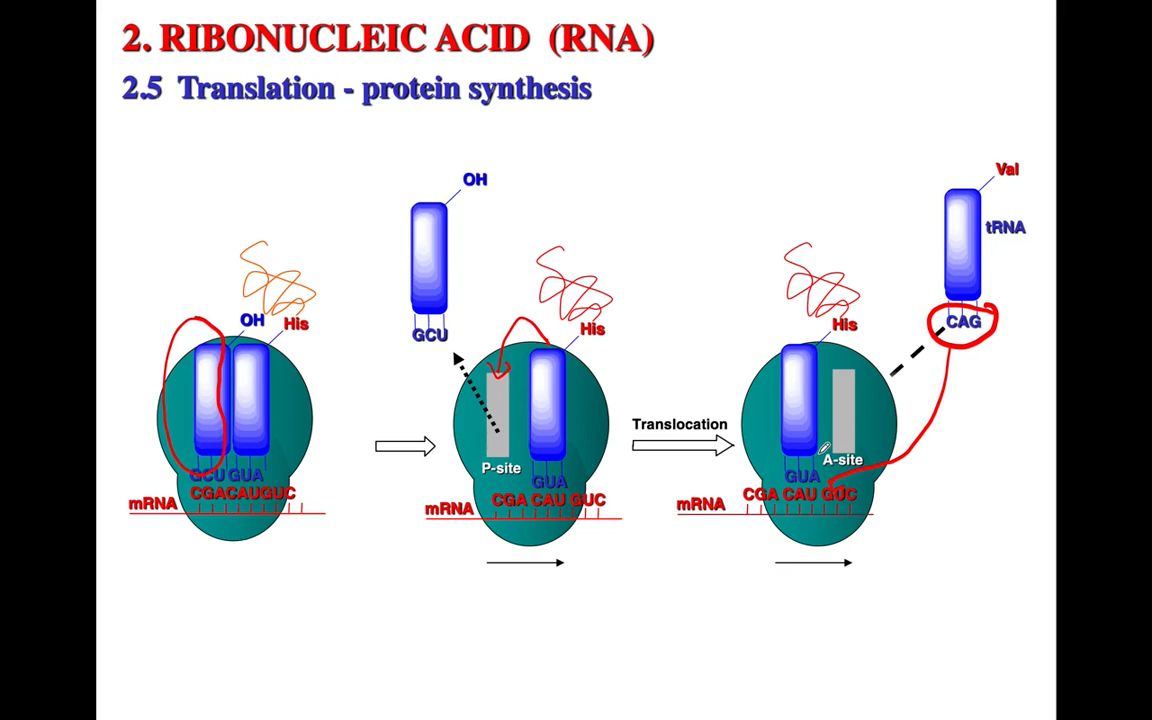 2. RIBONUCLEIC ACID (RNA)
2.5 Translation - protein synthesis
OH
His
GCU GUA
CGACAUGUC
mRNA
OH
GCU
His
P-site
GUA
CGA CAU GUC
mRNA
Translocation
His
A-site
GUA
CGA CAU GUC
mRNA
Val
tRNA
CAG